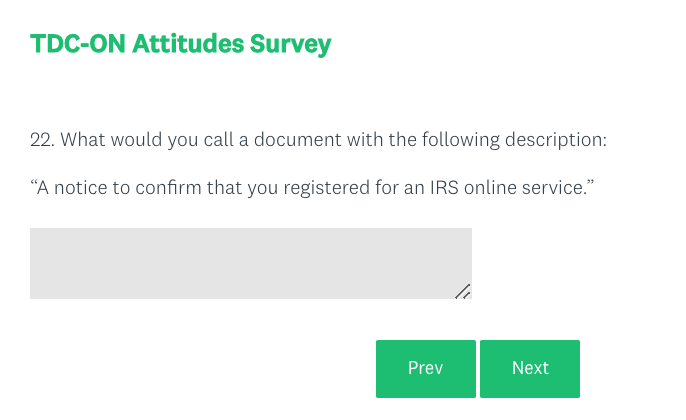 TDC-ON Attitudes Survey
22. What would you call a document with the following description:
“A notice to confirm that you registered for an IRS online service.”
Prev
Next